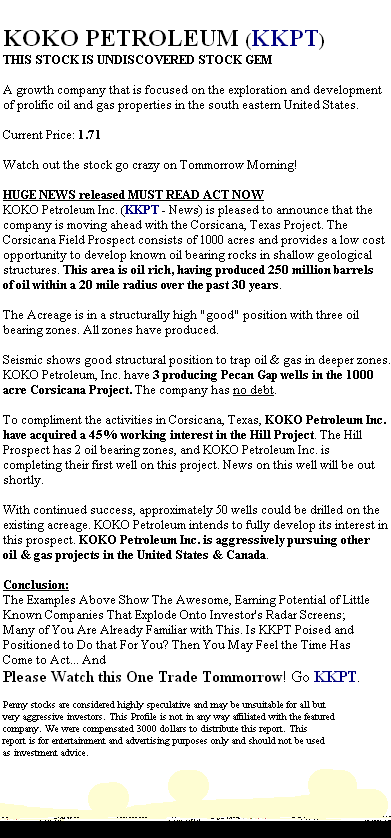 KOKO PETROLEUM (KKPT)
THIS STOCK IS UNDISCOVERED STOCK GEM
A growth company that is focused on the exploration and development
of prolific oil and gas properties in the south eastern United States.
Current Price: 1.71
Watch out the stock go crazy on Tommorrow Morning!
HUGE NEWS released MUST READ ACT NOW
KOKO Petroleum Inc. (KKPT - News) is pleased to announce that the
company is moving ahead with the Corsicana, Texas Project. The
Corsicana Field Prospect consists of 1000 acres and provides a low cost
opportunity to develop known oil bearing rocks in shallow geological
structures. This area is oil rich, having produced 250 million barrels
of oil within a 20 mile radius over the past 30 years.
The Acreage is in a structurally high "good" position with three oil
bearing zones. All zones have produced.
Seismic shows good structural position to trap oil & gas in deeper zones.
KOKO Petroleum, Inc. have 3 producing Pecan Gap wells in the 1000
acre Corsicana Project. The company has no debt.
To compliment the activities in Corsicana, Texas, KOKO Petroleum Inc.
have acquired a 45% working interest in the Hill Project. The Hill
Prospect has 2 oil bearing zones, and KOKO Petroleum Inc. is
completing their first well on this project. News on this well will be out
shortly.
With continued success, approximately 50 wells could be drilled on the
existing acreage. KOKO Petroleum intends to fully develop its interest in
this prospect. KOKO Petroleum Inc. is aggressively pursuing other
oil & gas projects in the United States & Canada.
Conclusion:
The Examples Above Show The Awesome, Earning Potential of Little
Known Companies That Explode Onto Investor's Radar Screens;
Many of You Are Already Familiar with This. Is KKPT Poised and
Positioned to Do that For You? Then You May Feel the Time Has
Come to Act... And
Please Watch this One Trade Tommorrow! Go KKPT.
Penny stocks are considered highly speculative and may be unsuitable for all but
very aggressive investors. This Profile is not in any way affiliated with the featured
company. We were compensated 3000 dollars to distribute this report. This
report is for entertainment and advertising purposes only and should not be used
as investment advice.